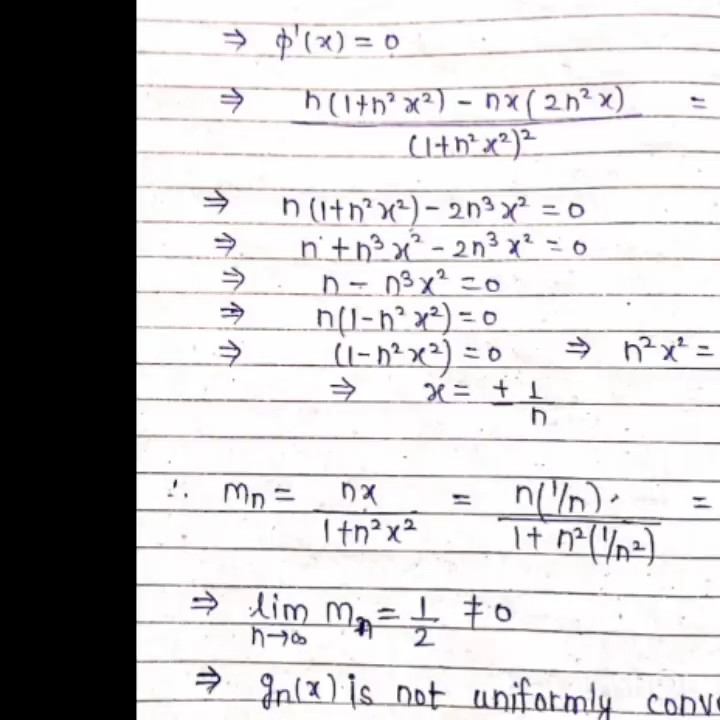 ⇒ φ'(x) = 0
⇒ n(1+n²x²) - nx(2n²x) / (1+n²x²)² =
⇒ n(1+n²x²) - 2n³x² = 0
⇒ n + n³x² - 2n³x² = 0
⇒ n - n³x² = 0
⇒ n(1-n²x²) = 0
⇒ (1-n²x²) = 0 ⇒ n²x² =
⇒ x = ± 1/n
∴ Mn = nx / 1+n²x² = n(1/n) / 1+n²(1/n²) =
⇒ lim n→∞ Mn = 1/2 ≠ 0
⇒ gn(x) is not uniformly conv